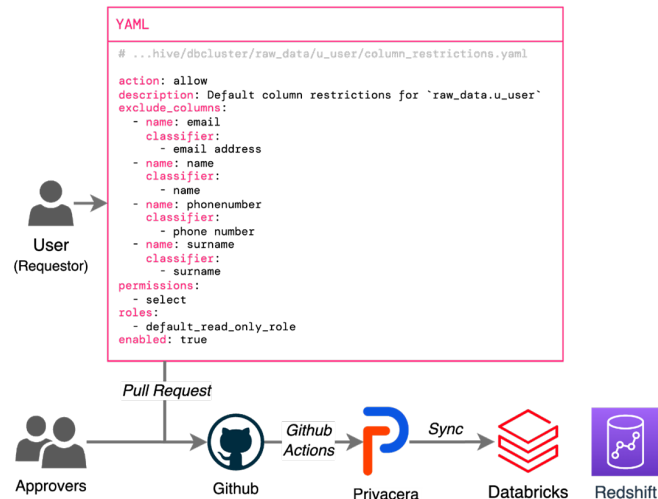 YAML
# ...hive/dbcluster/raw_data/u_user/column_restrictions.yaml
action: allow
description: Default column restrictions for `raw_data.u_user`
exclude_columns:
- name: email
classifier:
- email address
- name: name
classifier:
- name
- name: phonenumber
classifier:
- phone number
- name: surname
classifier:
- surname
permissions:
- select
roles:
- default_read_only_role
enabled: true
User
(Requestor)
Pull Request
Github
Actions
Sync
Approvers
Github
Privacera
Databricks
Redshift